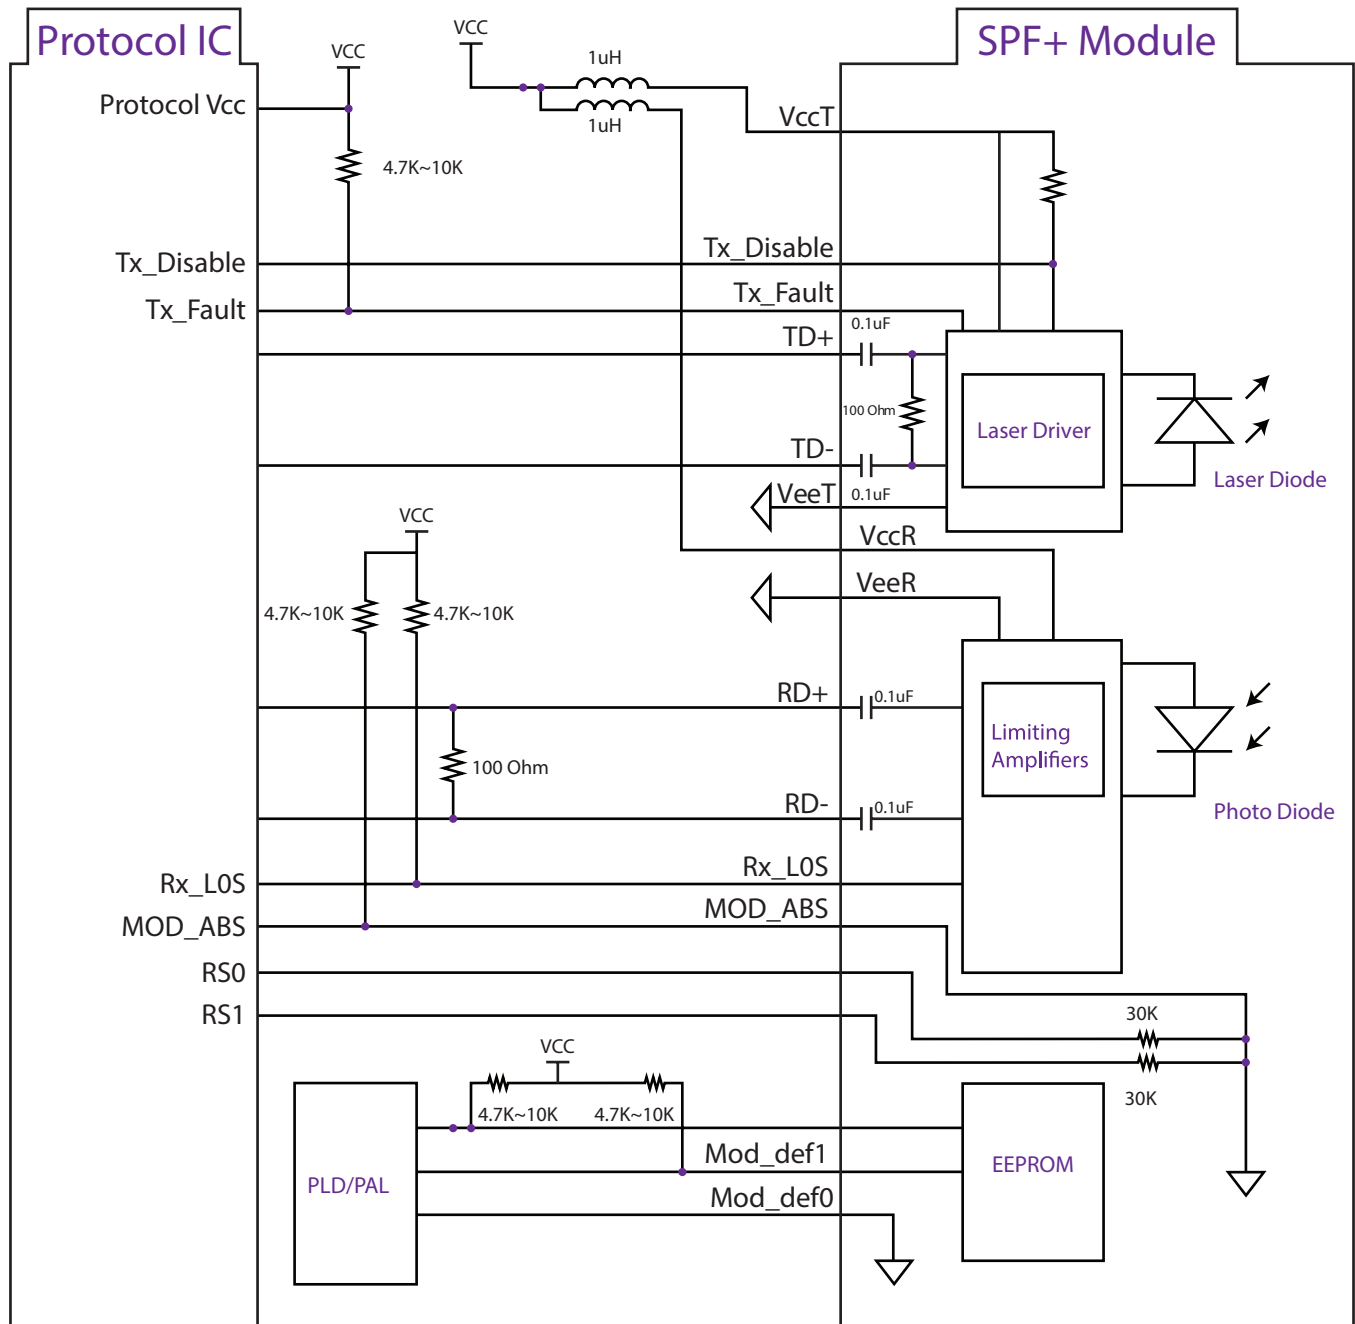 Protocol IC
SPF+ Module
VCC
VCC
1uH
1uH
Protocol Vcc
VccT
4.7K~10K
Tx_Disable
Tx_Disable
Tx_Fault
Tx_Fault
0.1uF
TD+
100 Ohm
Laser Driver
TD-
Laser Diode
VeeT
0.1uF
VCC
VccR
VeeR
4.7K~10K
4.7K~10K
RD+
0.1uF
Limiting
Amplifiers
100 Ohm
RD-
0.1uF
Photo Diode
Rx_L0S
Rx_L0S
MOD_ABS
MOD_ABS
RS0
RS1
30K
VCC
30K
4.7K~10K
4.7K~10K
Mod_def1
EEPROM
PLD/PAL
Mod_def0